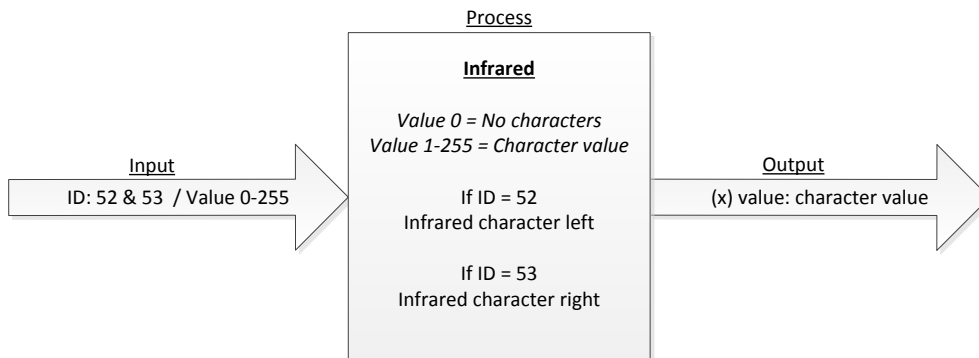 Process
Infrared
Value 0 = No characters
Value 1-255 = Character value
Input
ID: 52 & 53 / Value 0-255
If ID = 52
Infrared character left
If ID = 53
Infrared character right
Output
(x) value: character value